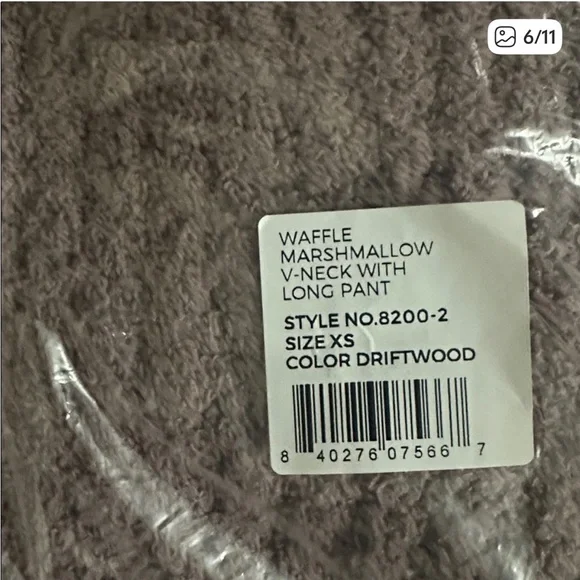 6/11
WAFFLE
MARSHMALLOW
V-NECK WITH
LONG PANT
STYLE NO.8200-2
SIZE XS
COLOR DRIFTWOOD
8 40276 07566 7